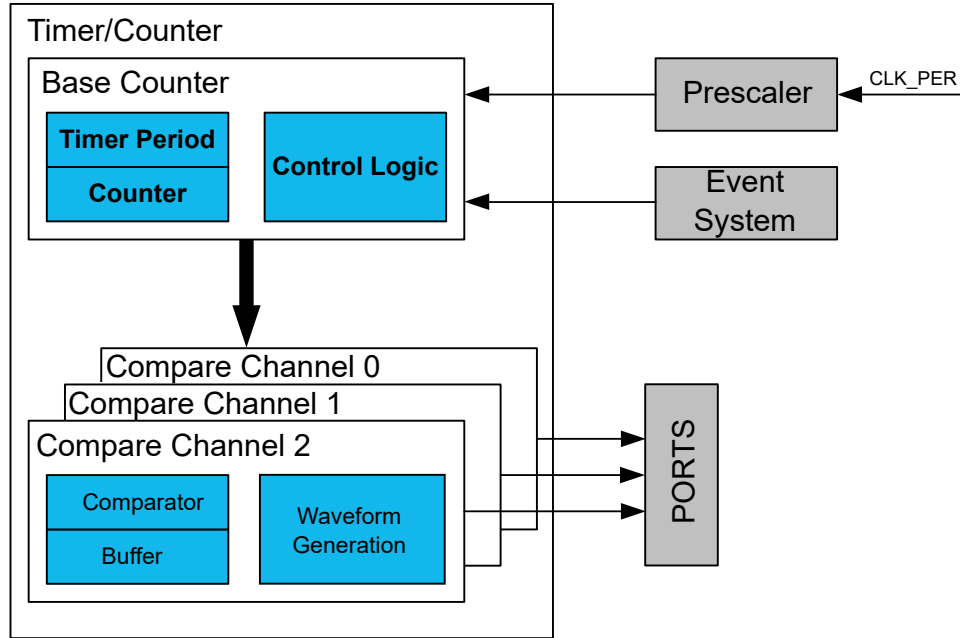 Timer/Counter
Base Counter
Timer Period
Counter
Control Logic
Prescaler
CLK_PER
Event
System
Compare Channel 0
Compare Channel 1
Compare Channel 2
Comparator
Buffer
Waveform
Generation
PORTS